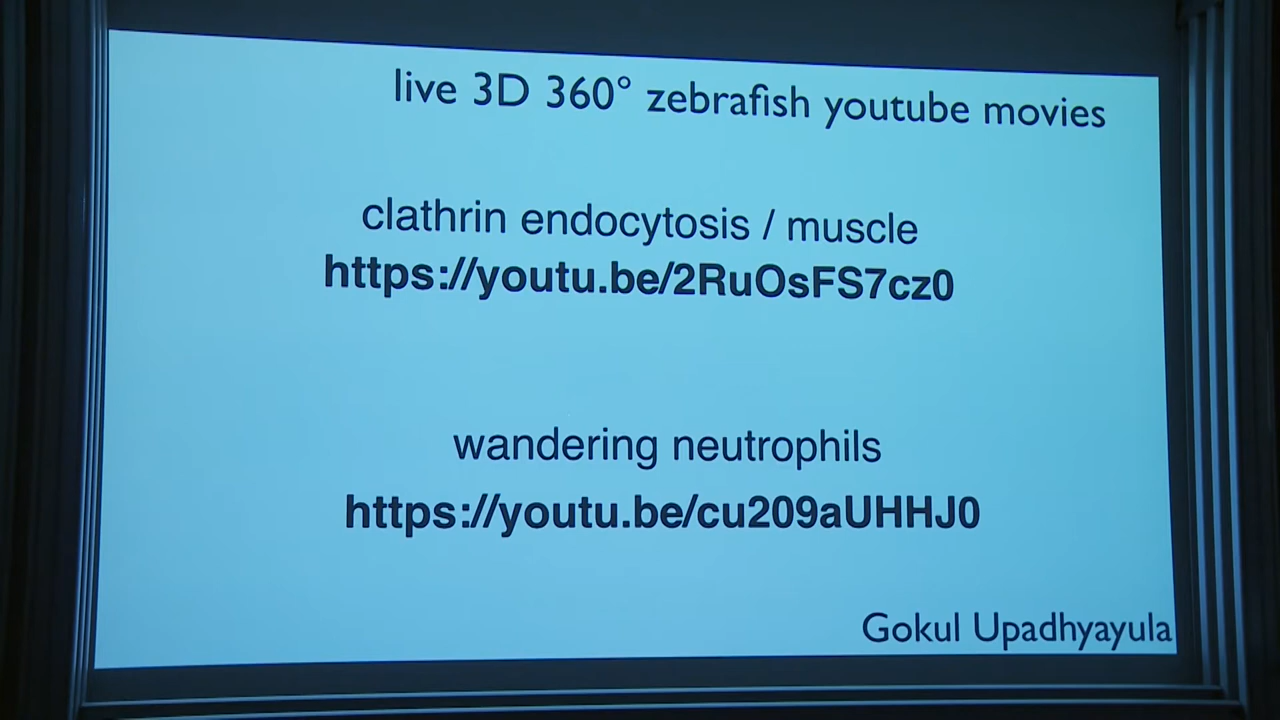 live 3D 360° zebrafish youtube movies
clathrin endocytosis / muscle
https://youtu.be/2RuOsFS7cz0
wandering neutrophils
https://youtu.be/cu209aUHHJ0
Gokul Upadhyayula